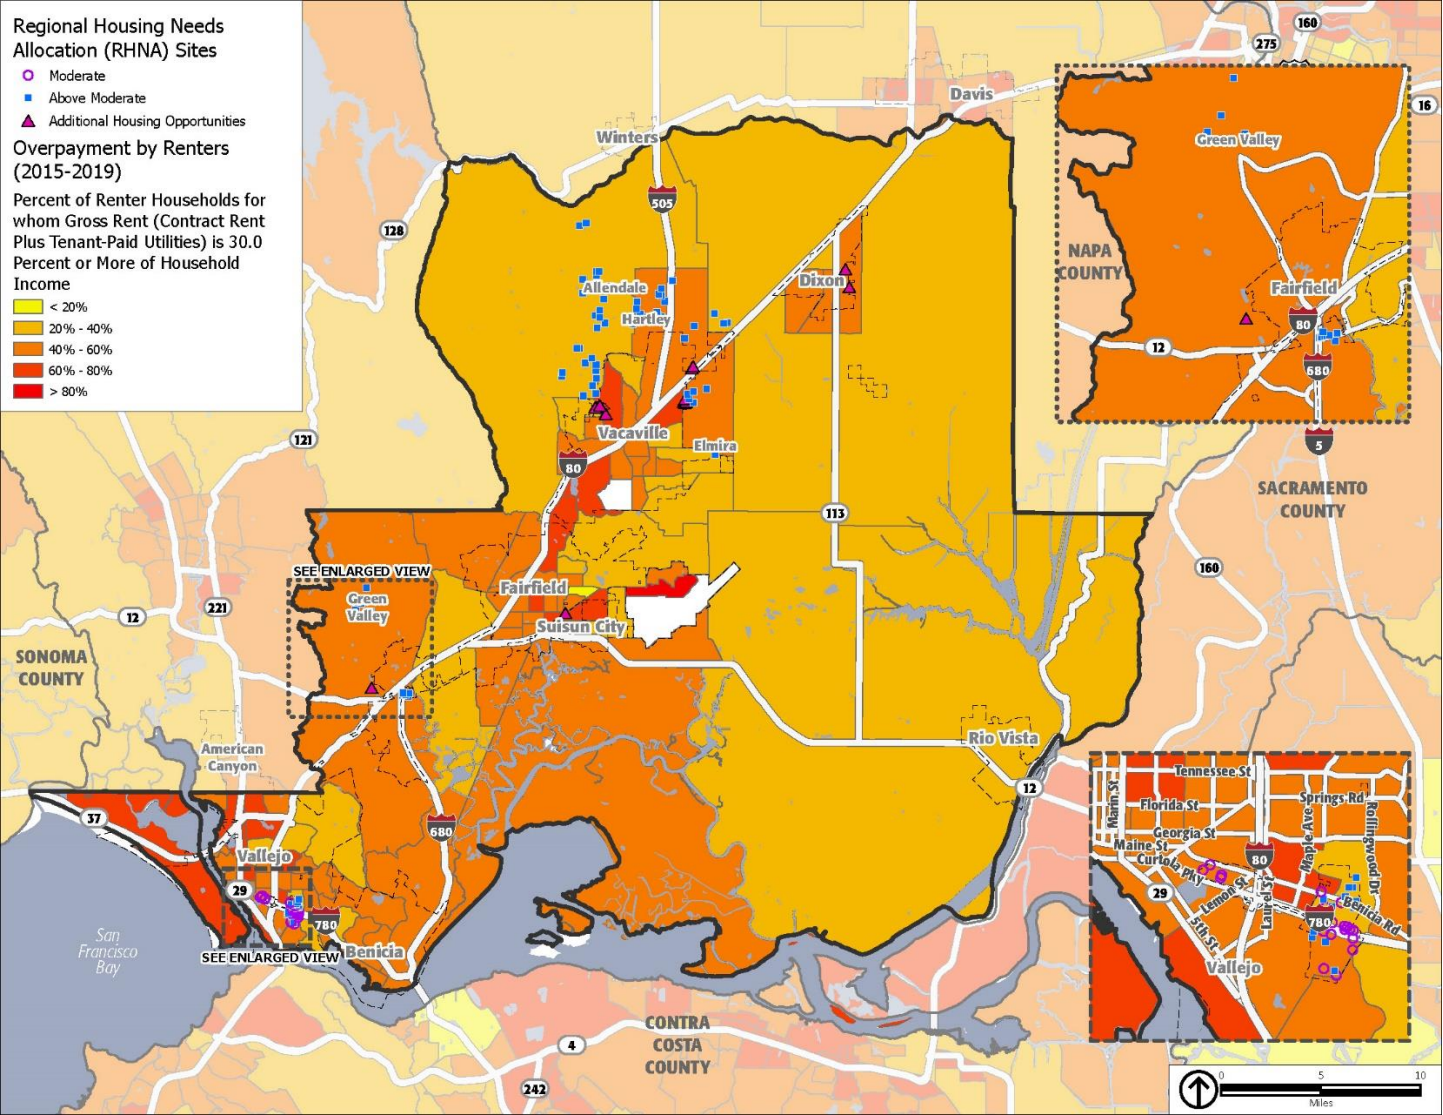 Regional Housing Needs
Allocation (RHNA) Sites
Moderate
Above Moderate
Additional Housing Opportunities
Overpayment by Renters
(2015-2019)
Percent of Renter Households for
whom Gross Rent (Contract Rent
Plus Tenant-Paid Utilities) is 30.0
Percent or More of Household
Income
< 20%
20% - 40%
40% - 60%
60% - 80%
> 80%
160
275
Davis
16
Winters
505
128
Green Valley
NAPA
COUNTY
Fairfield
80
12
680
Allendale
Hartley
Dixon
Vacaville
Elmira
80
121
5
SACRAMENTO
COUNTY
113
160
SEE ENLARGED VIEW
Green
Valley
Fairfield
Suisun City
12
221
SONOMA
COUNTY
American
Canyon
Rio Vista
12
37
680
Vallejo
29
780
Benicia
SEE ENLARGED VIEW
San
Francisco
Bay
Tennessee St
Marin St
Florida St
Springs Rd
Georgia St
Maple Ave
Rollingwood Dr
Maine St
Curtola Pky
80
29
Lemon St
Laurel St
780
Benicia Rd
5th St
Vallejo
CONTRA
COSTA
COUNTY
4
242
0 5 10
Miles